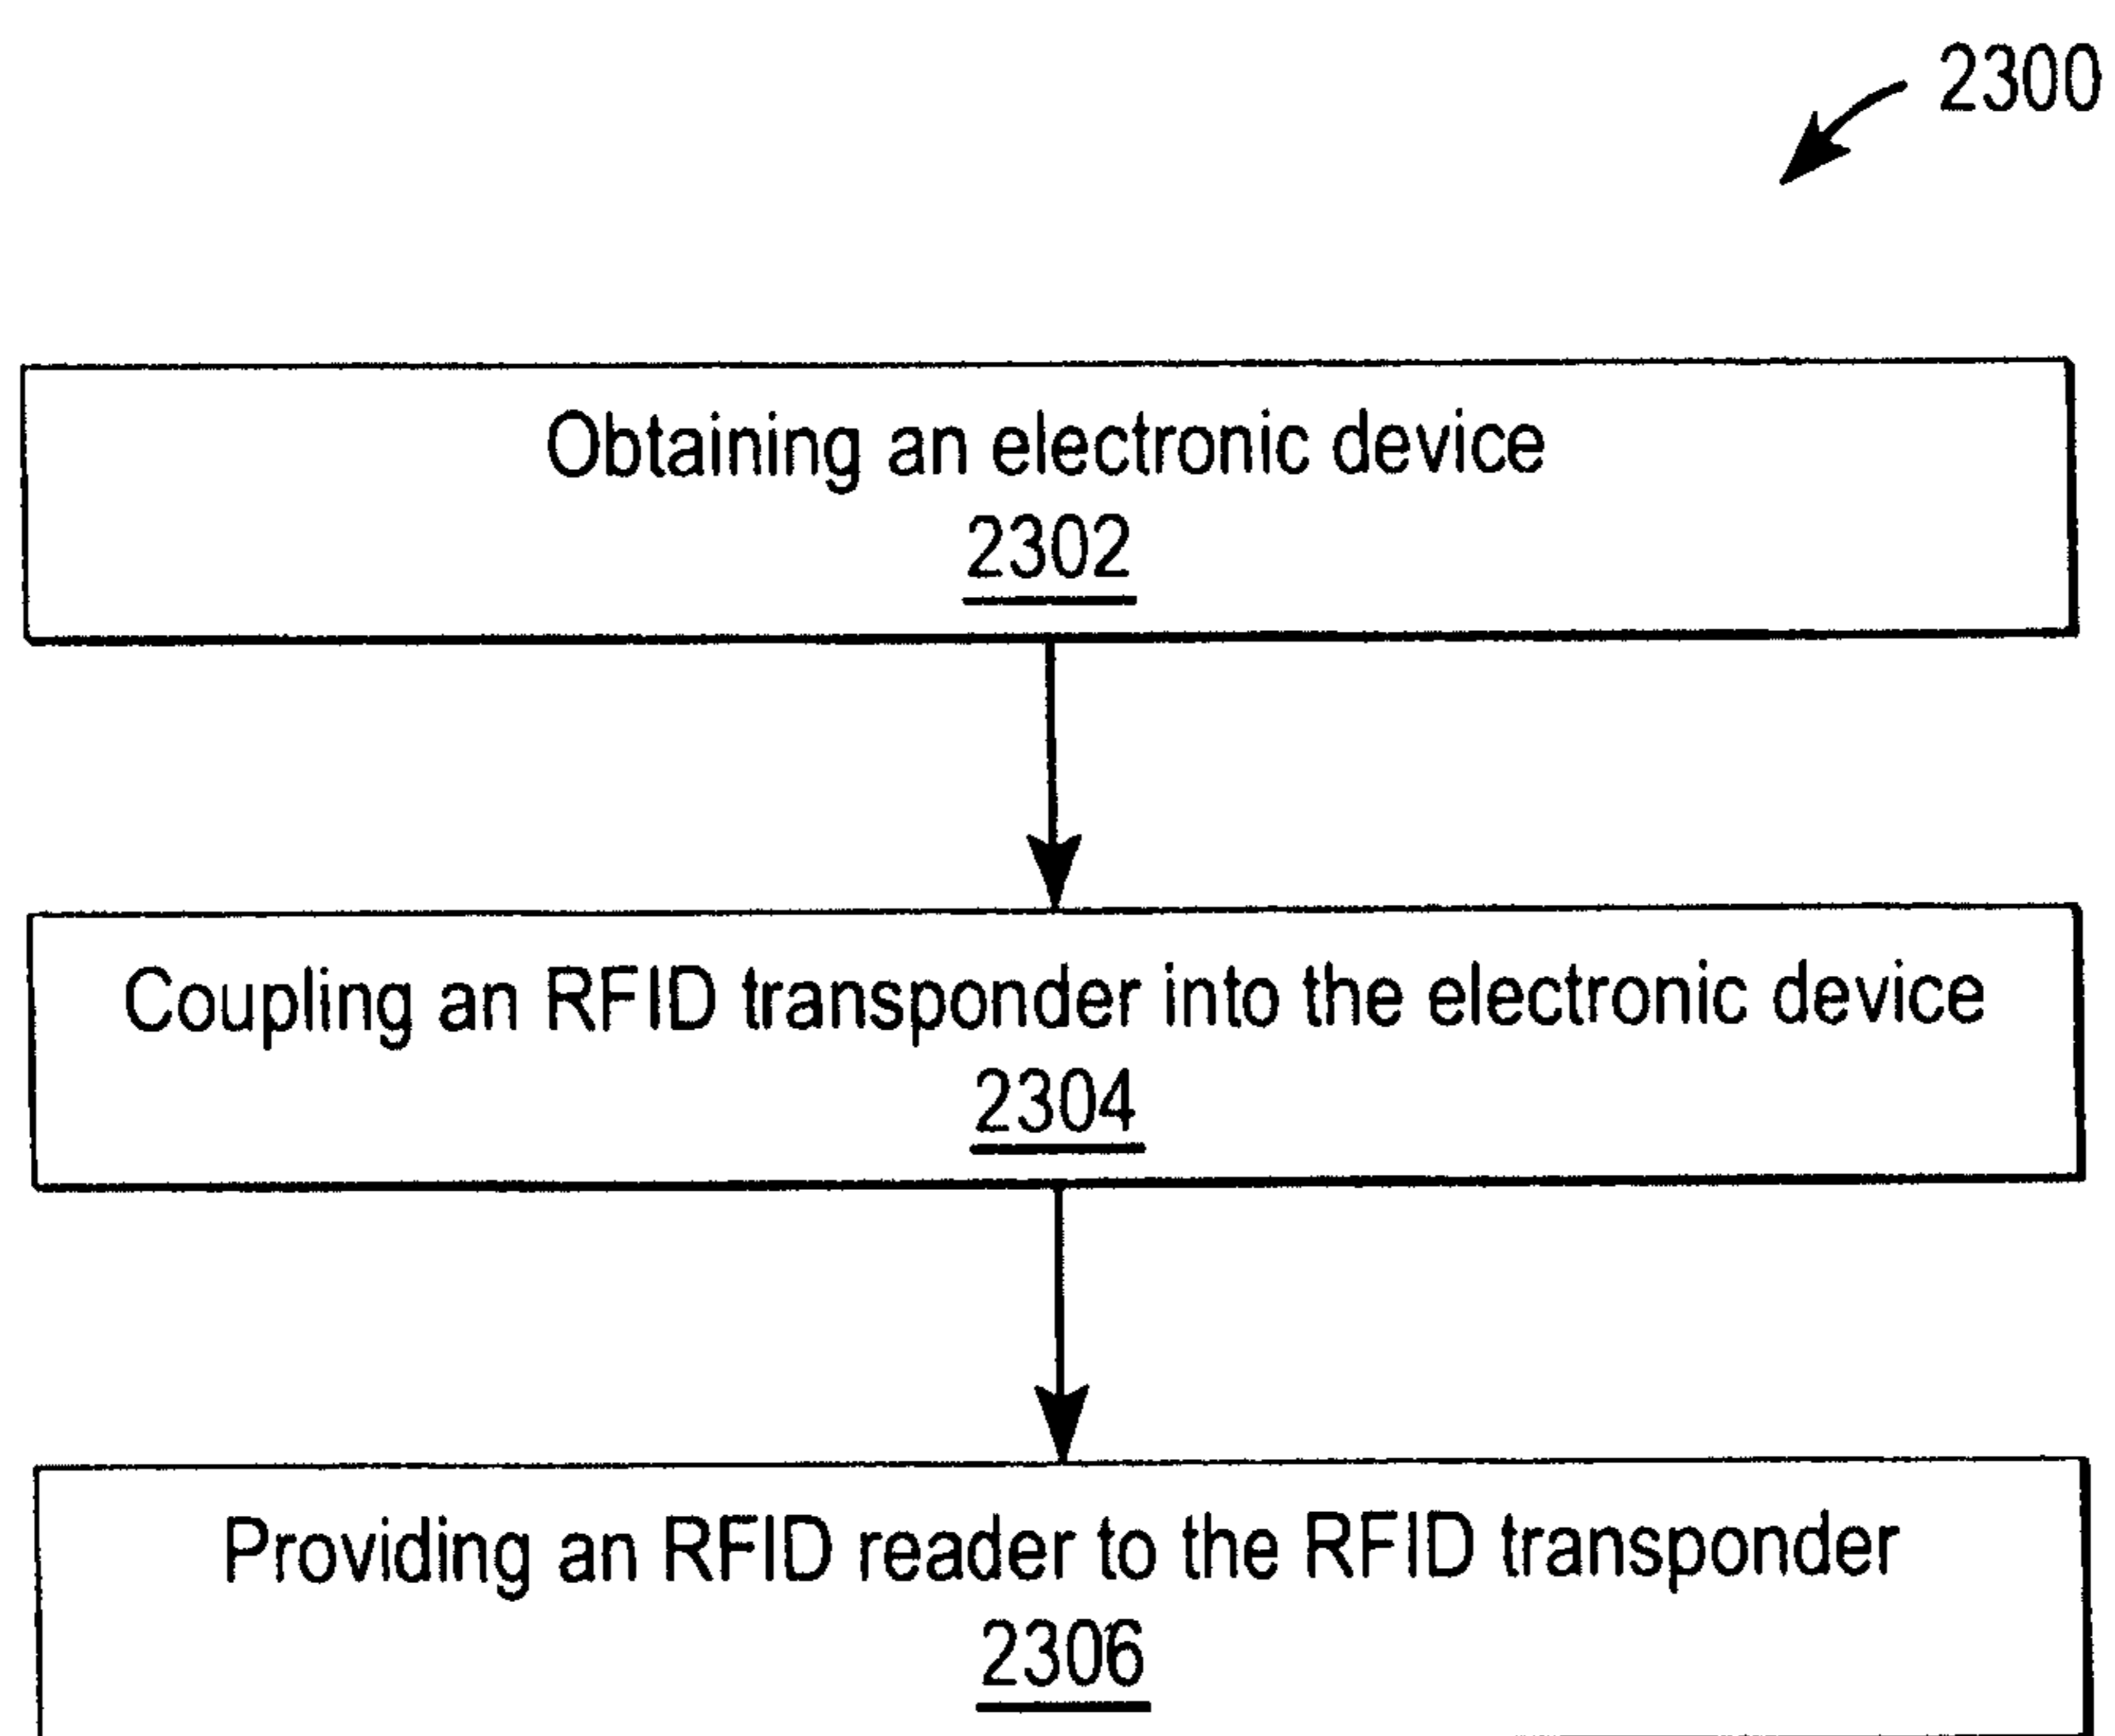 2300
Obtaining an electronic device
2302
Coupling an RFID transponder into the electronic device
2304
Providing an RFID reader to the RFID transponder
2306